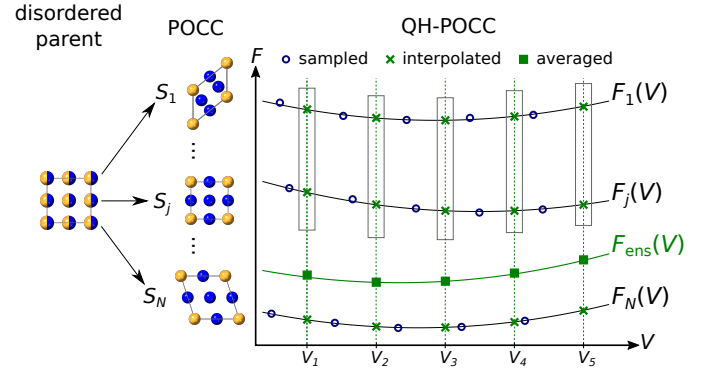 disordered
parent
POCC
QH-POCC
F
sampled
interpolated
averaged
S1
F1(V)
⋮
Sj
Fj(V)
⋮
Fens(V)
SN
FN(V)
V
V1
V2
V3
V4
V5